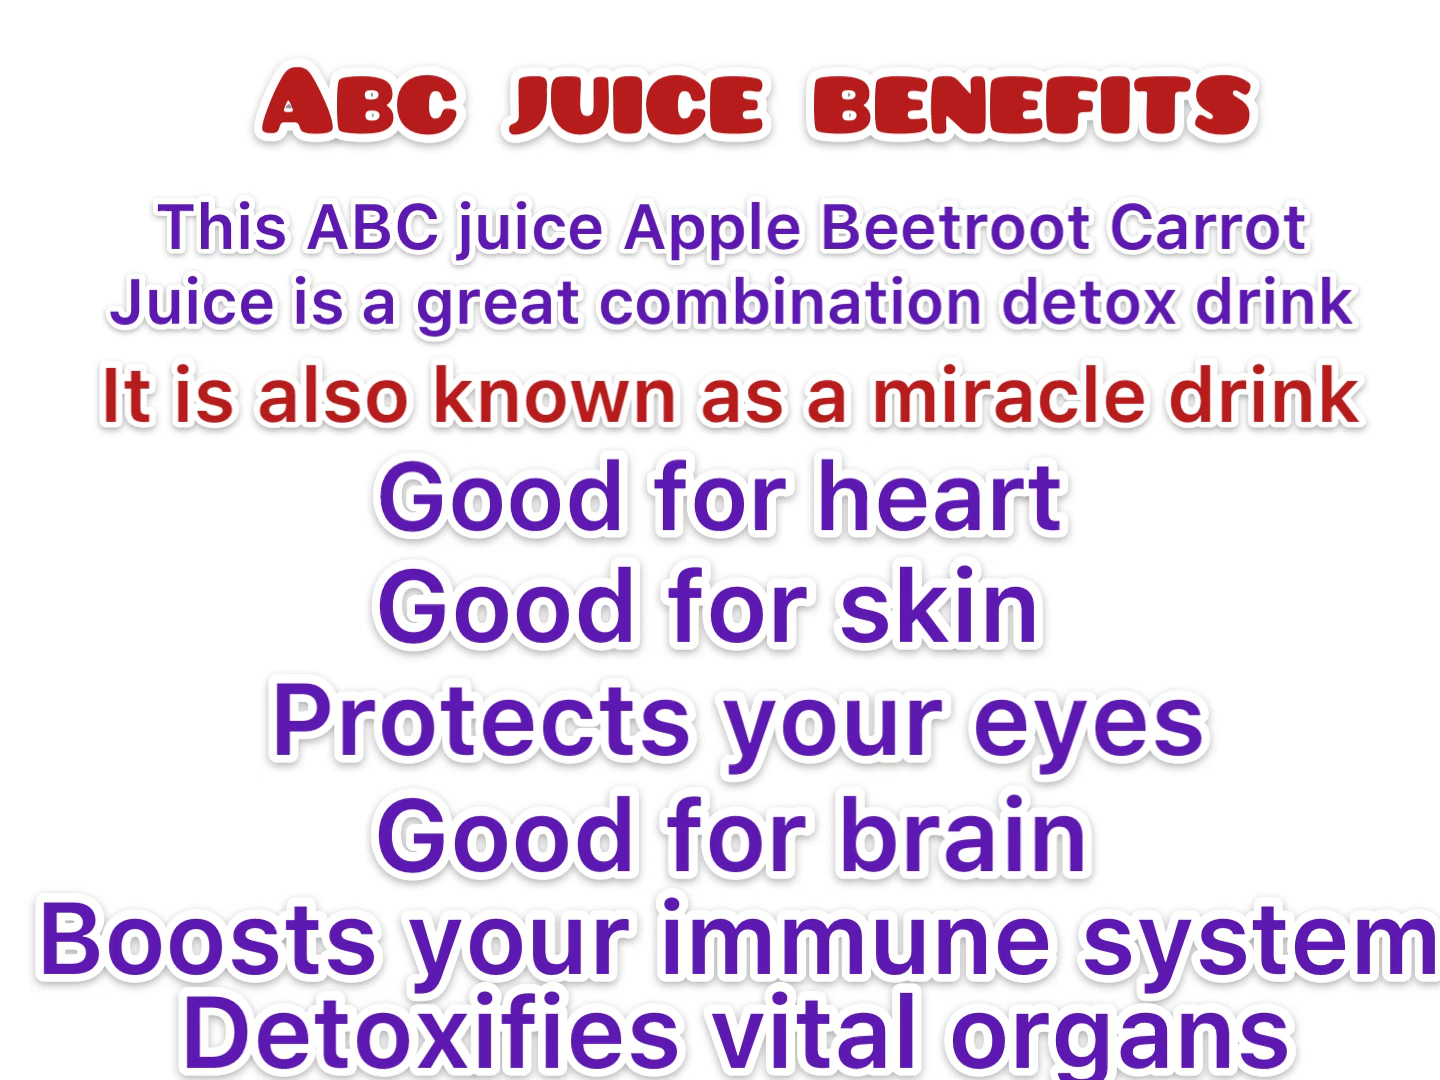 ABC JUICE BENEFITS
This ABC juice Apple Beetroot Carrot
Juice is a great combination detox drink
It is also known as a miracle drink
Good for heart
Good for skin
Protects your eyes
Good for brain
Boosts your immune system
Detoxifies vital organs